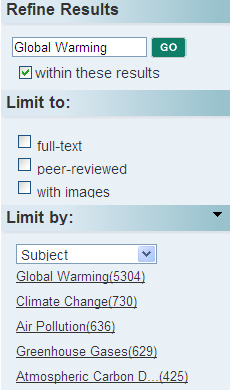 Refine Results
Global Warming GO
within these results
Limit to:
full-text
peer-reviewed
with images
Limit by:
Subject
Global Warming(5304)
Climate Change(730)
Air Pollution(636)
Greenhouse Gases(629)
Atmospheric Carbon D...(425)